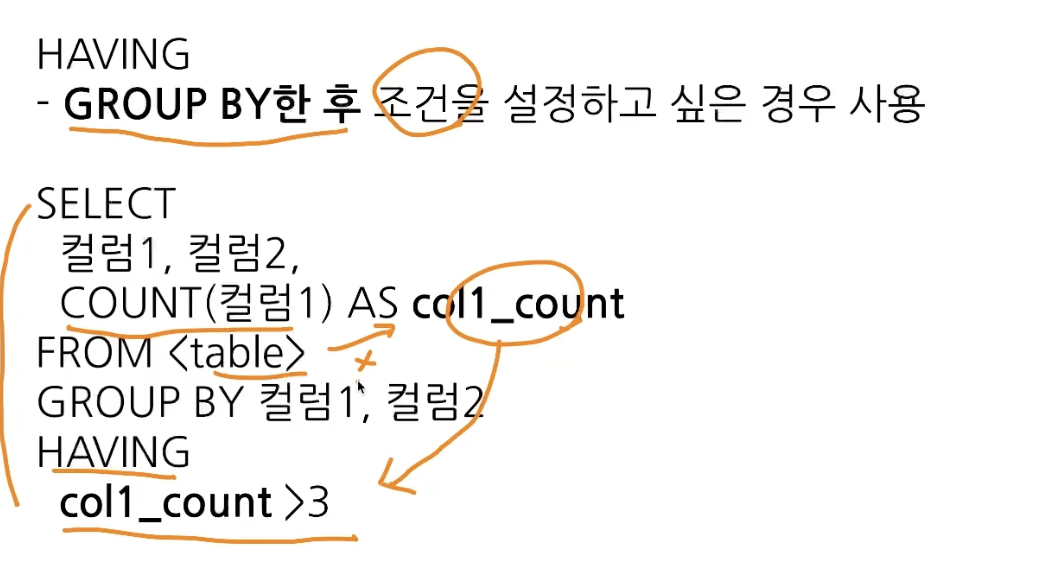 HAVING
- GROUP BY한 후 조건을 설정하고 싶은 경우 사용
SELECT
컬럼1, 컬럼2,
COUNT(컬럼1) AS col1_count
FROM <table>
GROUP BY 컬럼1, 컬럼2
HAVING
col1_count >3